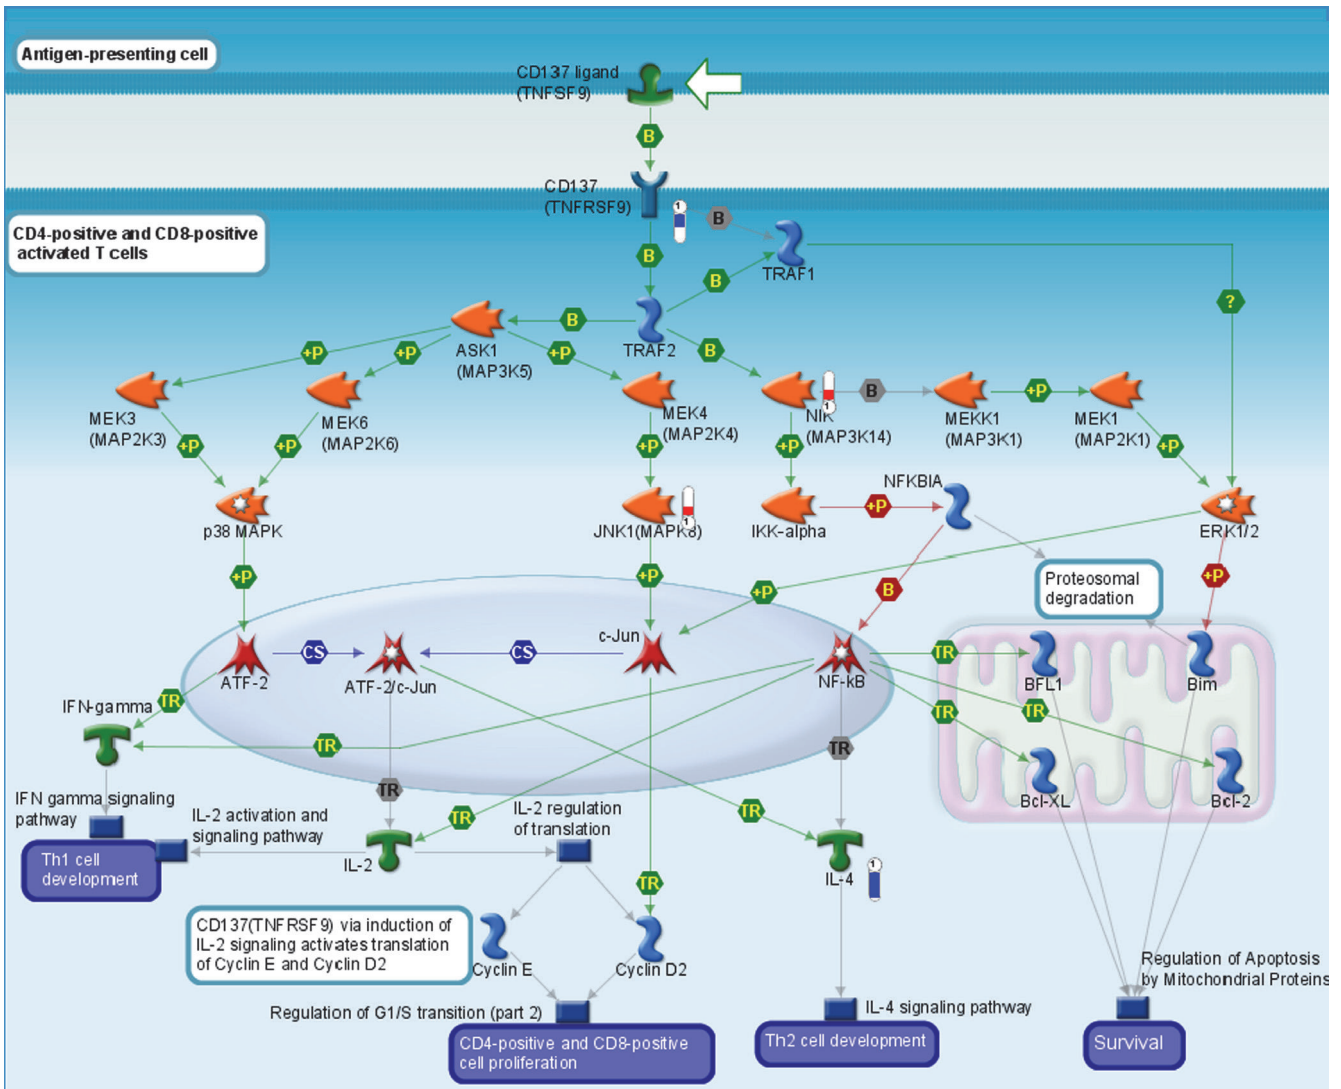 Antigen-presenting cell
CD137 ligand
(TNFSF9)
B
CD137
(TNFRSF9)
1
B
CD4-positive and CD8-positive
activated T cells
B
TRAF1
B
?
B
TRAF2
B
ASK1
(MAP3K5)
+P
+P
+P
MEK3
(MAP2K3)
MEK6
(MAP2K6)
MEK4
(MAP2K4)
NIK
(MAP3K14)
1
B
MEKK1
(MAP3K1)
+P
MEK1
(MAP2K1)
+P
+P
+P
+P
+P
p38 MAPK
JNK1(MAPK8)
1
IKK-alpha
+P
NFKBIA
ERK1/2
+P
+P
+P
B
+P
Proteosomal
degradation
ATF-2
CS
ATF-2/c-Jun
CS
c-Jun
NF-kB
TR
BFL1
Bim
TR
IFN-gamma
TR
TR
TR
TR
Bcl-XL
Bcl-2
TR
TR
TR
IFN gamma signaling
pathway
IL-2 activation and
signaling pathway
IL-2 regulation
of translation
Th1 cell
development
IL-2
IL-4
1
TR
CD137(TNFRSF9) via induction of
IL-2 signaling activates translation
of Cyclin E and Cyclin D2
Cyclin E
Cyclin D2
Regulation of Apoptosis
by Mitochondrial Proteins
Regulation of G1/S transition (part 2)
IL-4 signaling pathway
CD4-positive and CD8-positive
cell proliferation
Th2 cell development
Survival